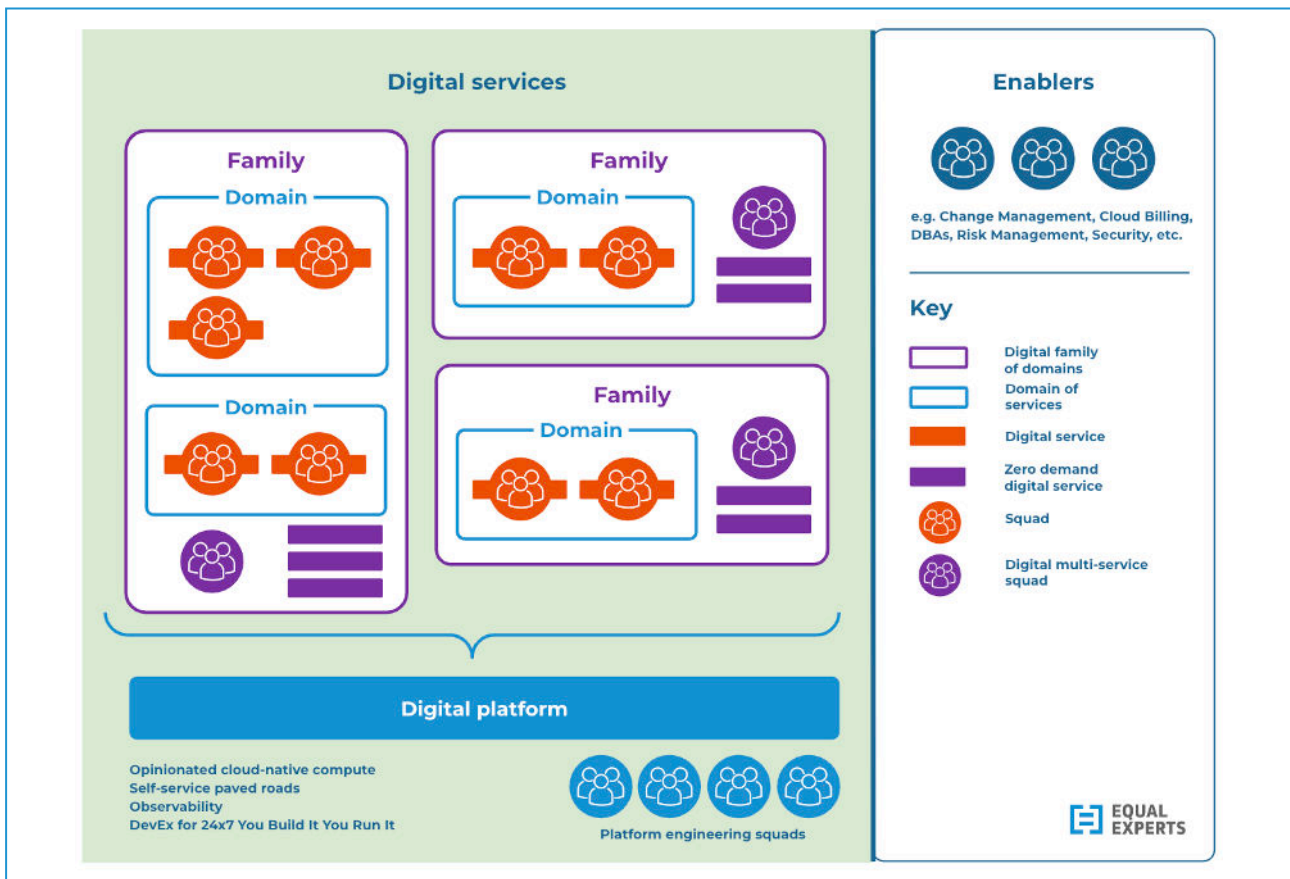 Digital services
Family
Domain
Domain
Family
Domain
Family
Domain
Digital platform
Opinionated cloud-native compute
Self-service paved roads
Observability
DevEx for 24x7 You Build It You Run It
Platform engineering squads
Enablers
e.g. Change Management, Cloud Billing,
DBAs, Risk Management, Security, etc.
Key
Digital family
of domains
Domain of
services
Digital service
Zero demand
digital service
Squad
Digital multi-service
squad
EQUAL
EXPERTS